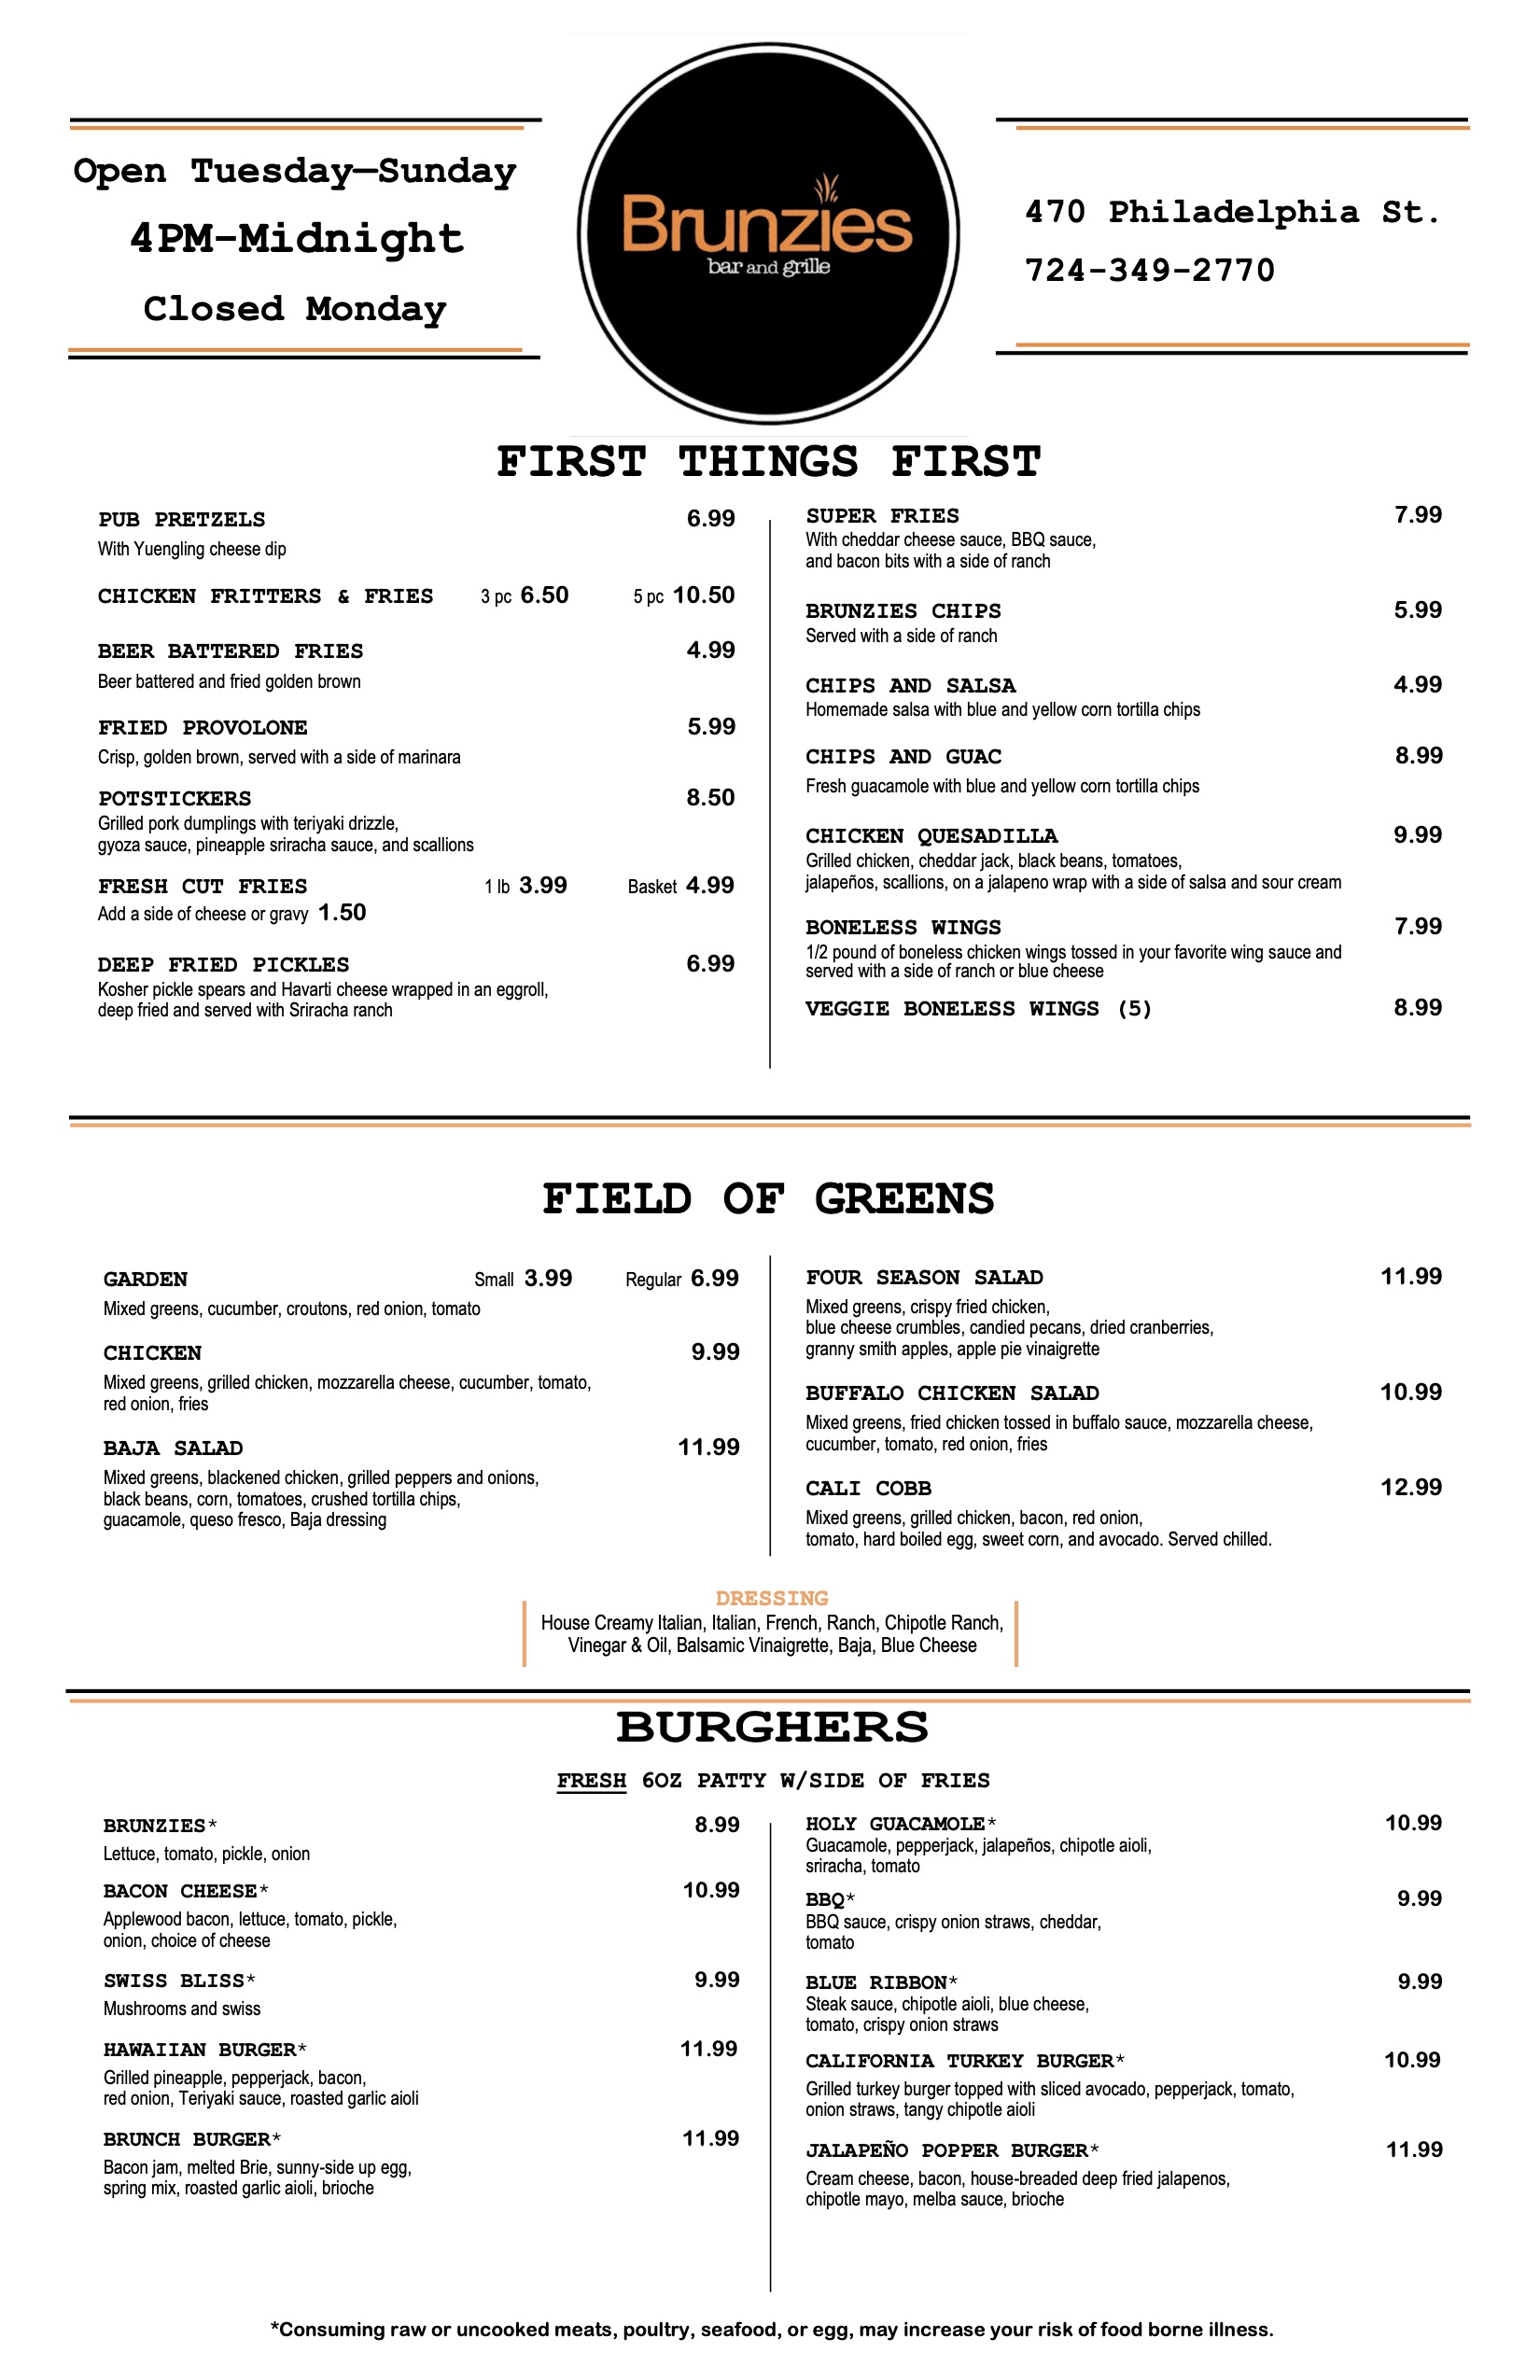 Open Tuesday—Sunday
4PM-Midnight
Closed Monday
Brunzies
bar and grille
470 Philadelphia St.
724-349-2770
FIRST THINGS FIRST
PUB PRETZELS 6.99
With Yuengling cheese dip
CHICKEN FRITTERS & FRIES 3 pc 6.50 5 pc 10.50
BEER BATTERED FRIES 4.99
Beer battered and fried golden brown
FRIED PROVOLONE 5.99
Crisp, golden brown, served with a side of marinara
POTSTICKERS 8.50
Grilled pork dumplings with teriyaki drizzle,
gyoza sauce, pineapple sriracha sauce, and scallions
FRESH CUT FRIES 1 lb 3.99 Basket 4.99
Add a side of cheese or gravy 1.50
DEEP FRIED PICKLES 6.99
Kosher pickle spears and Havarti cheese wrapped in an eggroll,
deep fried and served with Sriracha ranch
SUPER FRIES 7.99
With cheddar cheese sauce, BBQ sauce,
and bacon bits with a side of ranch
BRUNZIES CHIPS 5.99
Served with a side of ranch
CHIPS AND SALSA 4.99
Homemade salsa with blue and yellow corn tortilla chips
CHIPS AND GUAC 8.99
Fresh guacamole with blue and yellow corn tortilla chips
CHICKEN QUESADILLA 9.99
Grilled chicken, cheddar jack, black beans, tomatoes,
jalapeños, scallions, on a jalapeno wrap with a side of salsa and sour cream
BONELESS WINGS 7.99
1/2 pound of boneless chicken wings tossed in your favorite wing sauce and
served with a side of ranch or blue cheese
VEGGIE BONELESS WINGS (5) 8.99
FIELD OF GREENS
GARDEN Small 3.99 Regular 6.99
Mixed greens, cucumber, croutons, red onion, tomato
CHICKEN 9.99
Mixed greens, grilled chicken, mozzarella cheese, cucumber, tomato,
red onion, fries
BAJA SALAD 11.99
Mixed greens, blackened chicken, grilled peppers and onions,
black beans, corn, tomatoes, crushed tortilla chips,
guacamole, queso fresco, Baja dressing
FOUR SEASON SALAD 11.99
Mixed greens, crispy fried chicken,
blue cheese crumbles, candied pecans, dried cranberries,
granny smith apples, apple pie vinaigrette
BUFFALO CHICKEN SALAD 10.99
Mixed greens, fried chicken tossed in buffalo sauce, mozzarella cheese,
cucumber, tomato, red onion, fries
CALI COBB 12.99
Mixed greens, grilled chicken, bacon, red onion,
tomato, hard boiled egg, sweet corn, and avocado. Served chilled.
DRESSING
House Creamy Italian, Italian, French, Ranch, Chipotle Ranch,
Vinegar & Oil, Balsamic Vinaigrette, Baja, Blue Cheese
BURGHERS
FRESH 6OZ PATTY W/SIDE OF FRIES
BRUNZIES* 8.99
Lettuce, tomato, pickle, onion
BACON CHEESE* 10.99
Applewood bacon, lettuce, tomato, pickle,
onion, choice of cheese
SWISS BLISS* 9.99
Mushrooms and swiss
HAWAIIAN BURGER* 11.99
Grilled pineapple, pepperjack, bacon,
red onion, Teriyaki sauce, roasted garlic aioli
BRUNCH BURGER* 11.99
Bacon jam, melted Brie, sunny-side up egg,
spring mix, roasted garlic aioli, brioche
HOLY GUACAMOLE* 10.99
Guacamole, pepperjack, jalapeños, chipotle aioli,
sriracha, tomato
BBQ* 9.99
BBQ sauce, crispy onion straws, cheddar,
tomato
BLUE RIBBON* 9.99
Steak sauce, chipotle aioli, blue cheese,
tomato, crispy onion straws
CALIFORNIA TURKEY BURGER* 10.99
Grilled turkey burger topped with sliced avocado, pepperjack, tomato,
onion straws, tangy chipotle aioli
JALAPEÑO POPPER BURGER* 11.99
Cream cheese, bacon, house-breaded deep fried jalapenos,
chipotle mayo, melba sauce, brioche
*Consuming raw or uncooked meats, poultry, seafood, or egg, may increase your risk of food borne illness.